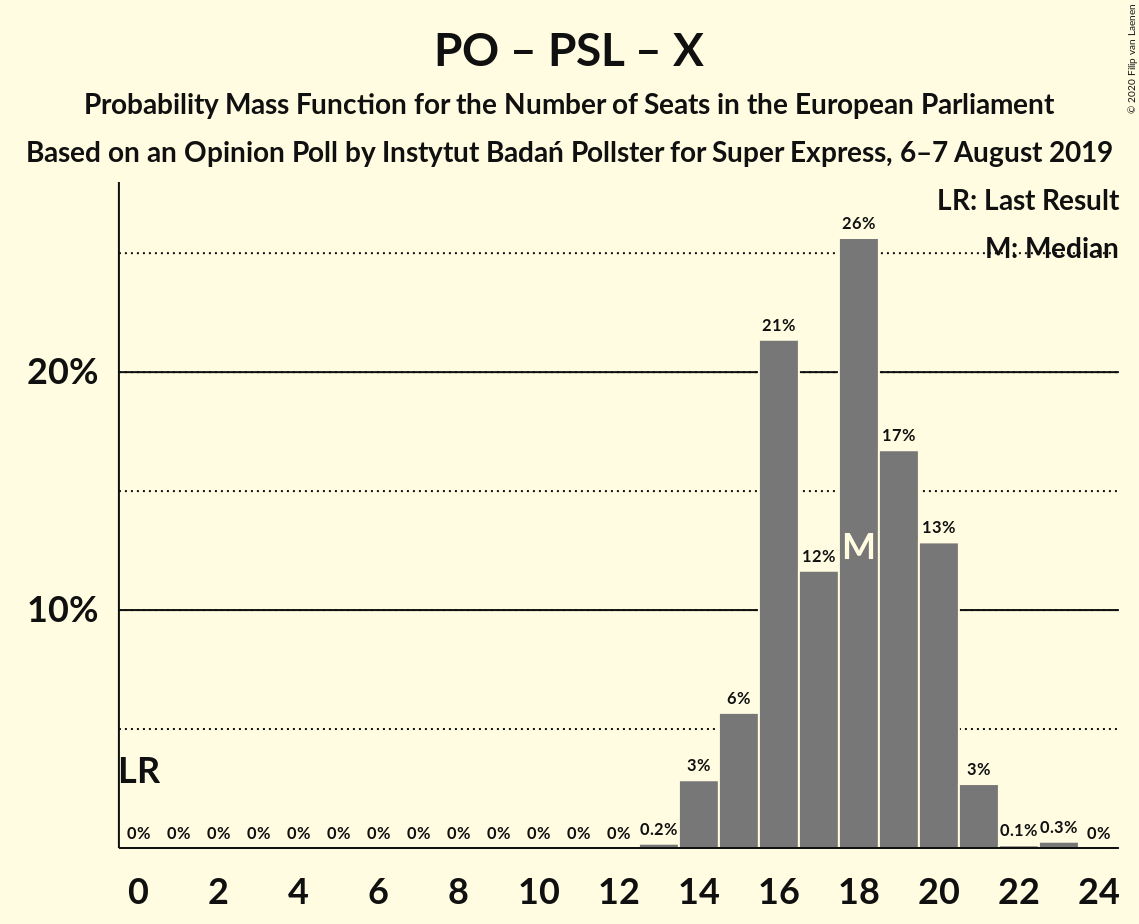 PO – PSL – X
Probability Mass Function for the Number of Seats in the European Parliament
Based on an Opinion Poll by Instytut Badań Pollster for Super Express, 6–7 August 2019
© 2020 Filip van Laenen
LR: Last Result
M: Median
26%
21%
20%
17%
13%
12%
M
10%
6%
3%
3%
LR
0% 0% 0% 0% 0% 0% 0% 0% 0% 0% 0% 0% 0% 0.2% 0.1% 0.3% 0%
0 2 4 6 8 10 12 14 16 18 20 22 24